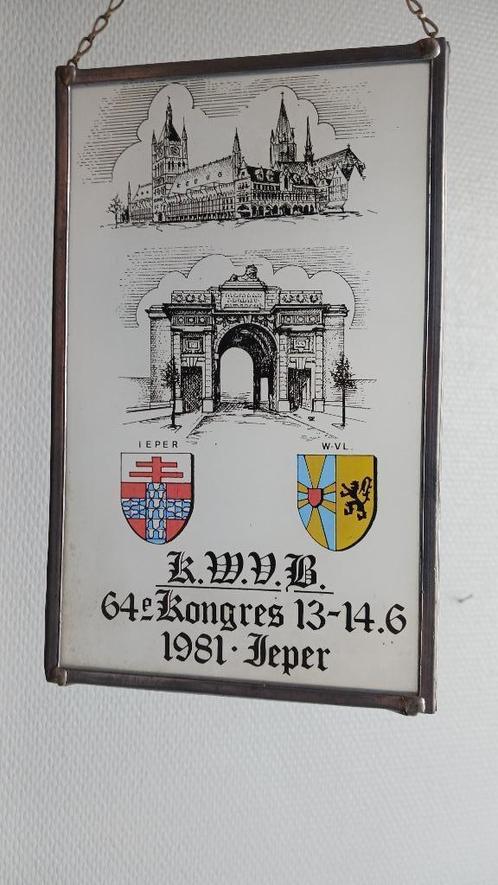 IEPER
W-VL.
K.W.V.B.
64e Kongres 13-14.6
1981 · Ieper